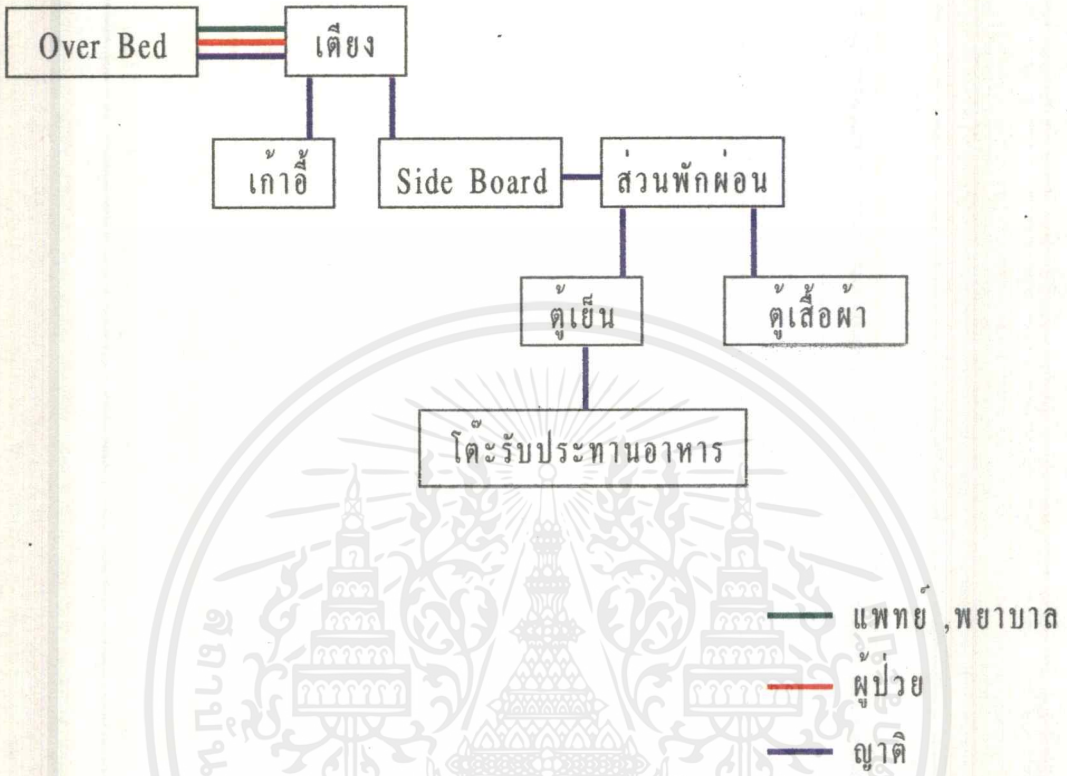 Over Bed
เตียง
เก้าอี้
Side Board
ส่วนพักผ่อน
ตู้เย็น
ตู้เสื้อผ้า
โต๊ะรับประทานอาหาร
แพทย์ ,พยาบาล
ผู้ป่วย
ญาติ